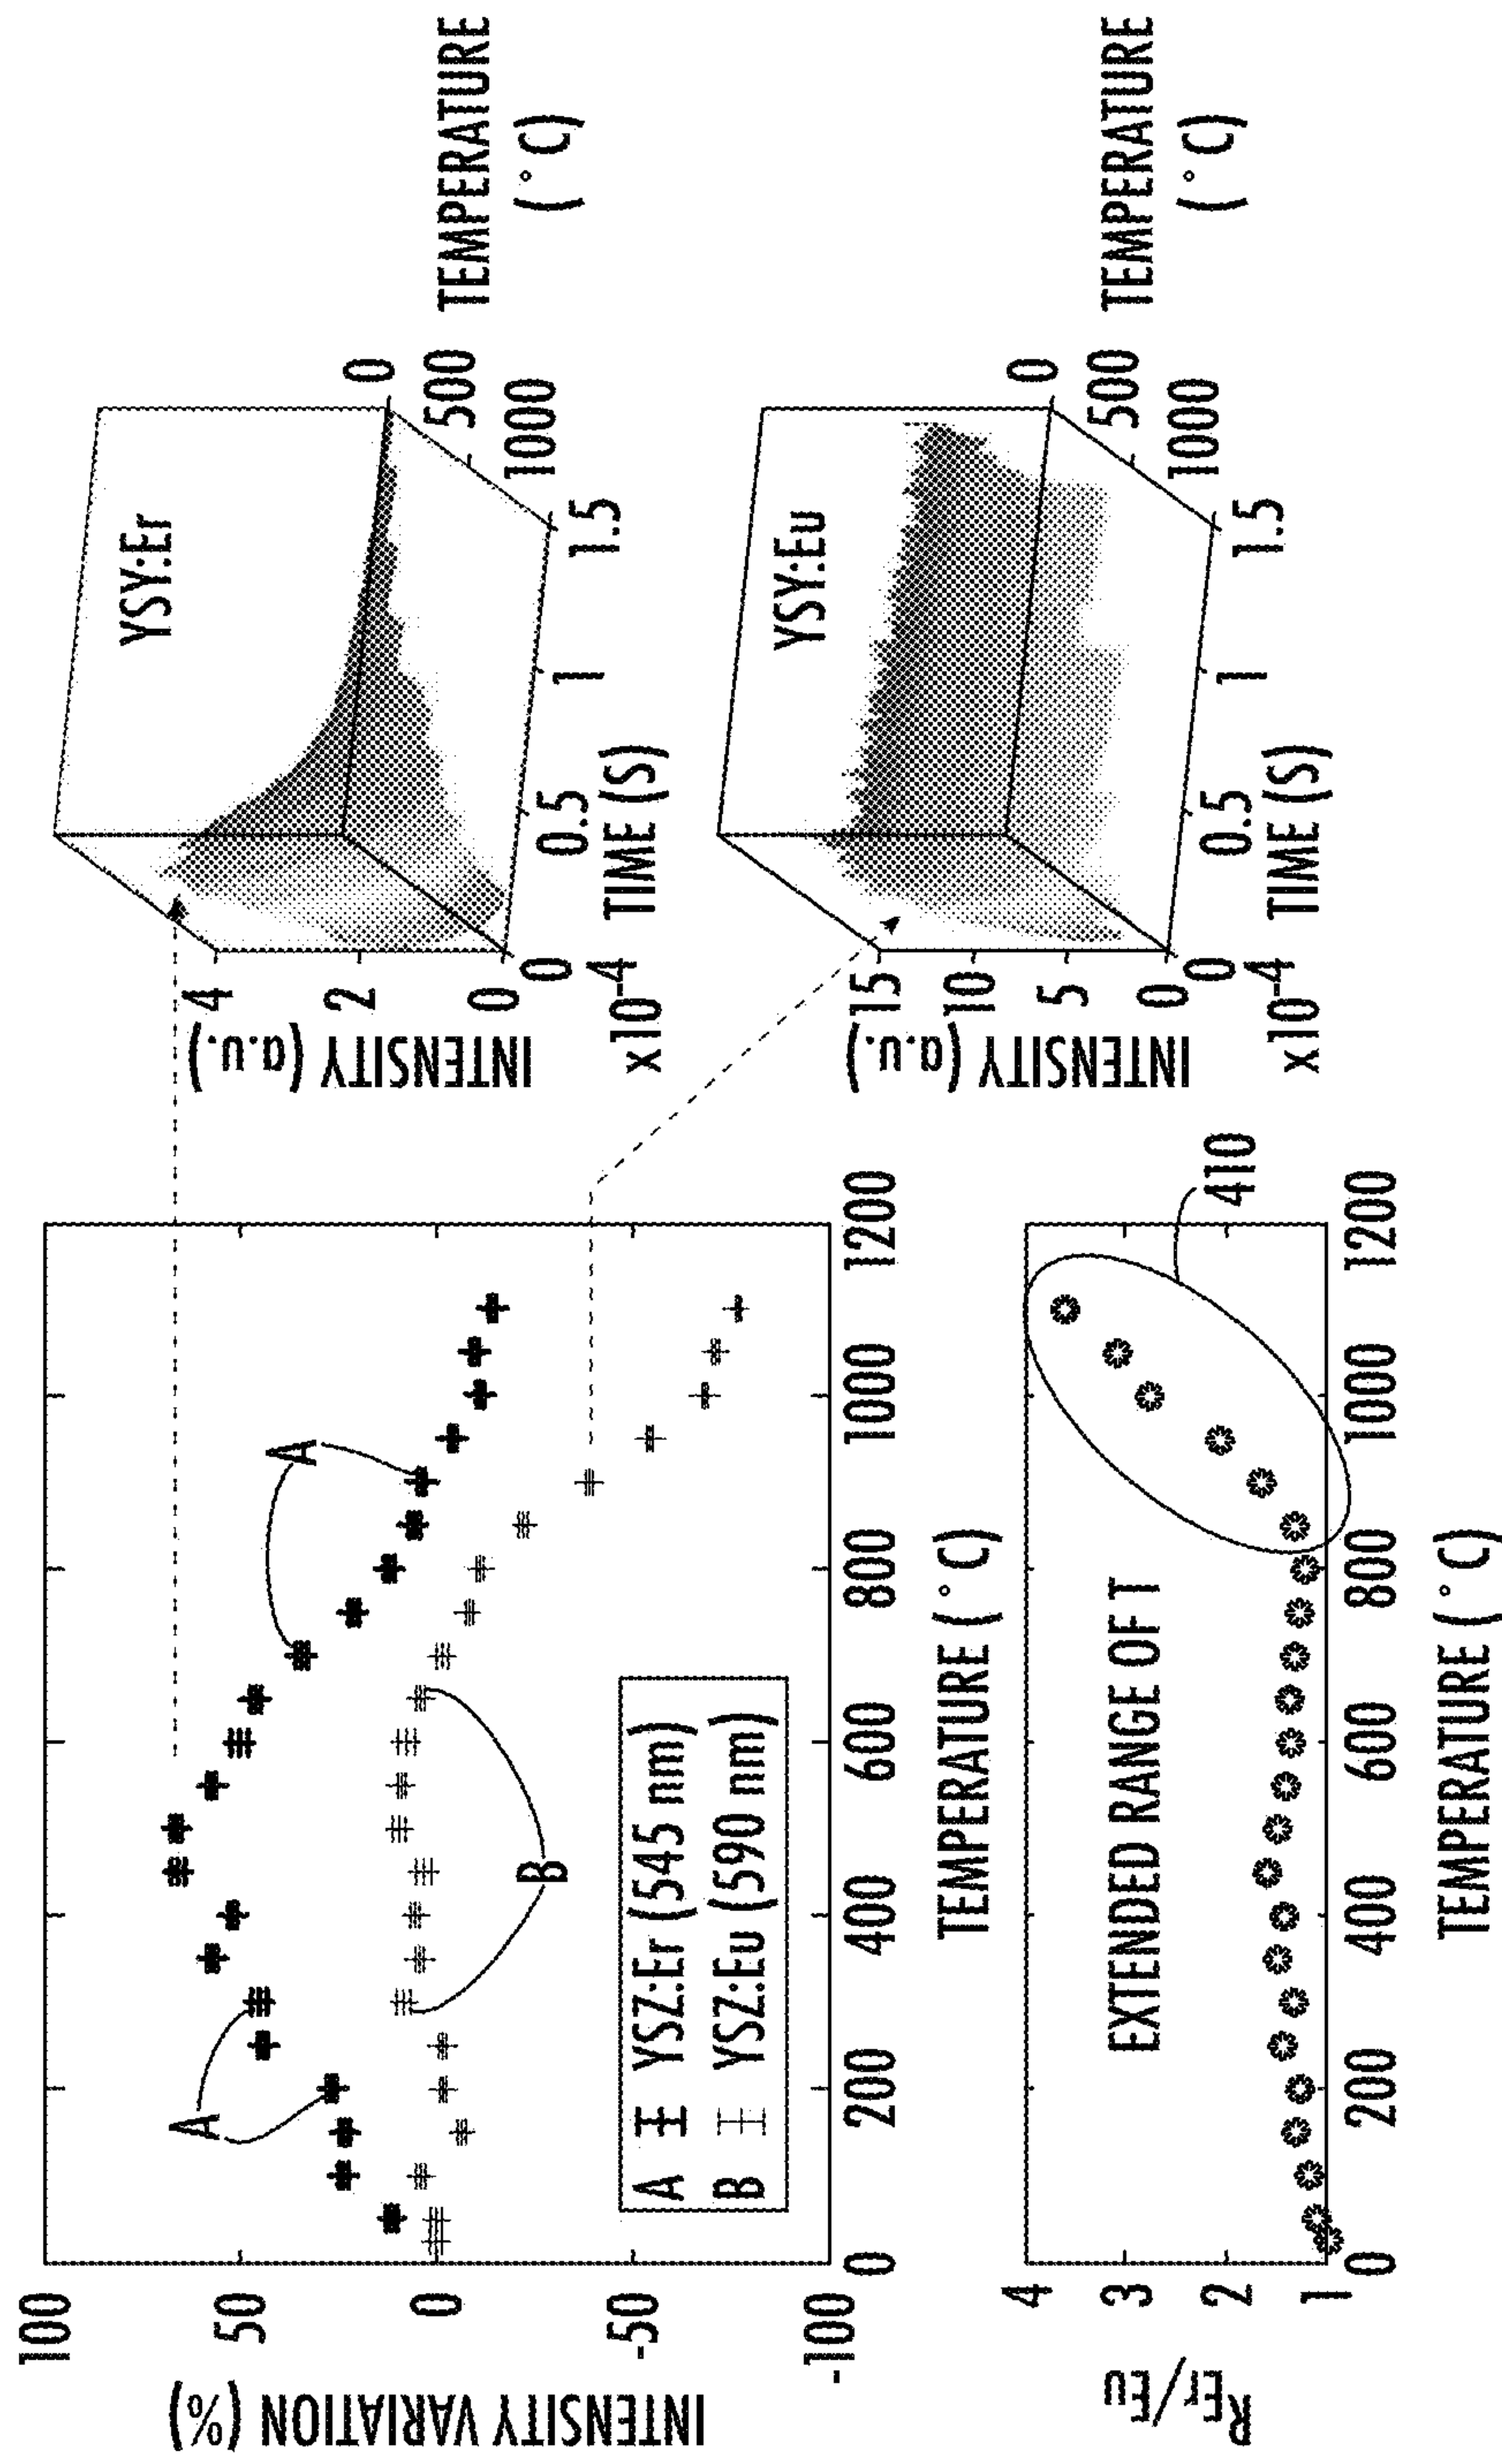 100
50
0
-50
-100
INTENSITY VARIATION (%)
A
A
B
A YSZ:Er (545 nm)
B YSZ:Eu (590 nm)
0
200
400
600
800
1000
1200
TEMPERATURE (°C)
4
3
2
1
R Er/Eu
EXTENDED RANGE OF T
410
0
200
400
600
800
1000
1200
TEMPERATURE (°C)
YSY:Er
INTENSITY (a.u.)
4
2
0
x10-4
0
0.5
1
1.5
TIME (S)
0
500
1000
TEMPERATURE
(°C)
YSY:Eu
INTENSITY (a.u.)
15
10
5
0
x10-4
0
0.5
1
1.5
TIME (S)
0
500
1000
TEMPERATURE
(°C)